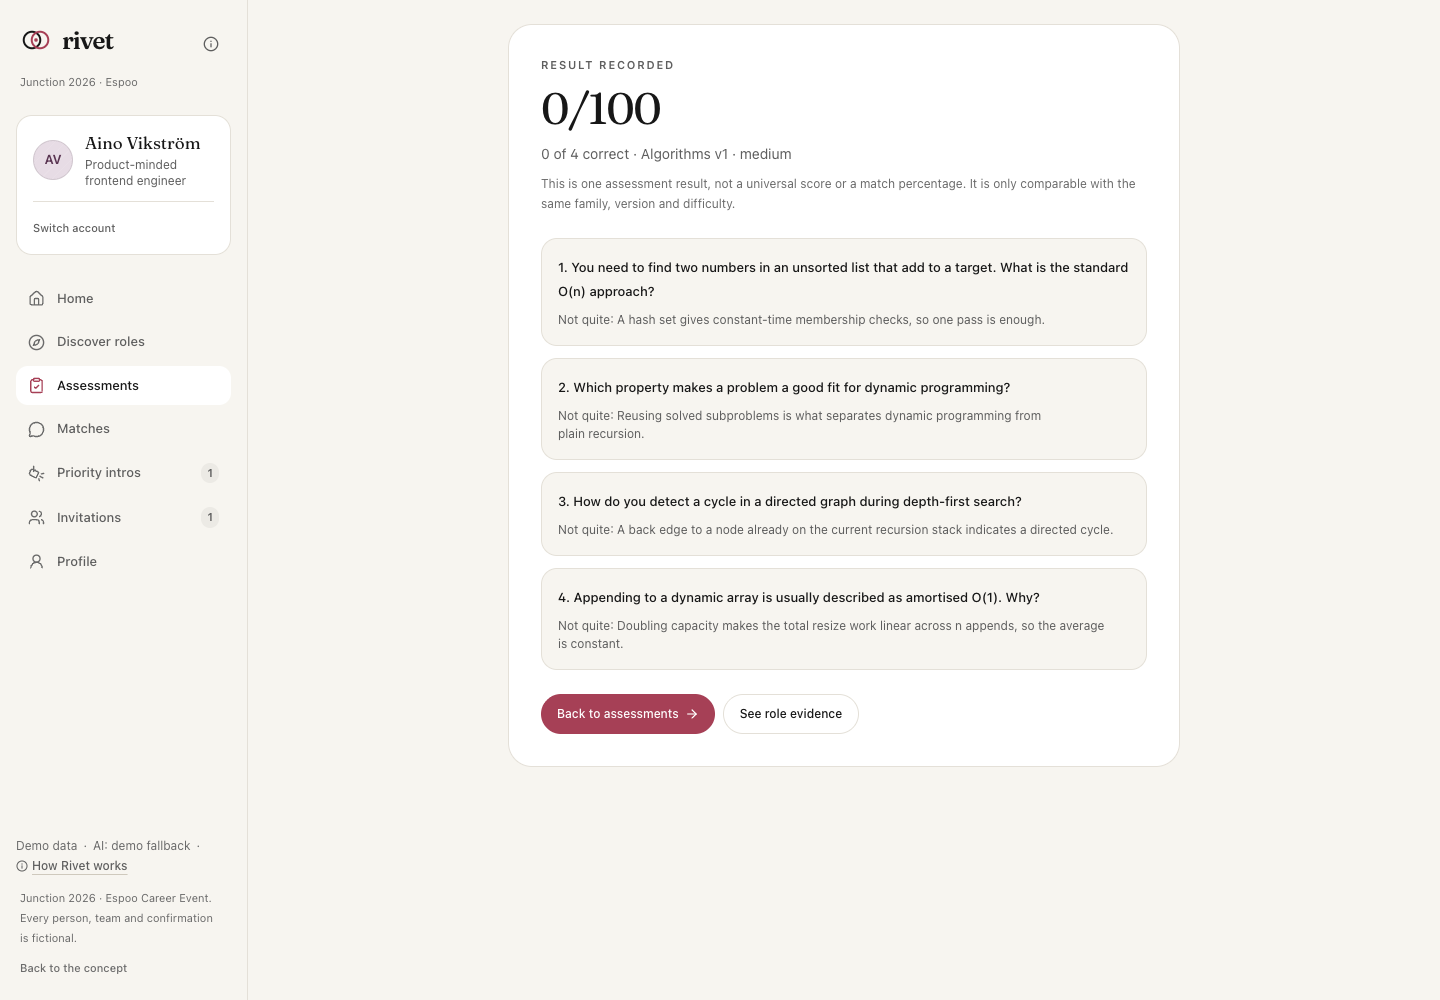 rivet
Junction 2026 · Espoo
AV
Aino Vikström
Product-minded
frontend engineer
Switch account
Home
Discover roles
Assessments
Matches
Priority intros 1
Invitations 1
Profile
Demo data · AI: demo fallback ·
How Rivet works
Junction 2026 · Espoo Career Event.
Every person, team and confirmation
is fictional.
Back to the concept
RESULT RECORDED
0/100
0 of 4 correct · Algorithms v1 · medium
This is one assessment result, not a universal score or a match percentage. It is only comparable with the
same family, version and difficulty.
1. You need to find two numbers in an unsorted list that add to a target. What is the standard
O(n) approach?
Not quite: A hash set gives constant-time membership checks, so one pass is enough.
2. Which property makes a problem a good fit for dynamic programming?
Not quite: Reusing solved subproblems is what separates dynamic programming from
plain recursion.
3. How do you detect a cycle in a directed graph during depth-first search?
Not quite: A back edge to a node already on the current recursion stack indicates a directed cycle.
4. Appending to a dynamic array is usually described as amortised O(1). Why?
Not quite: Doubling capacity makes the total resize work linear across n appends, so the average
is constant.
Back to assessments →
See role evidence